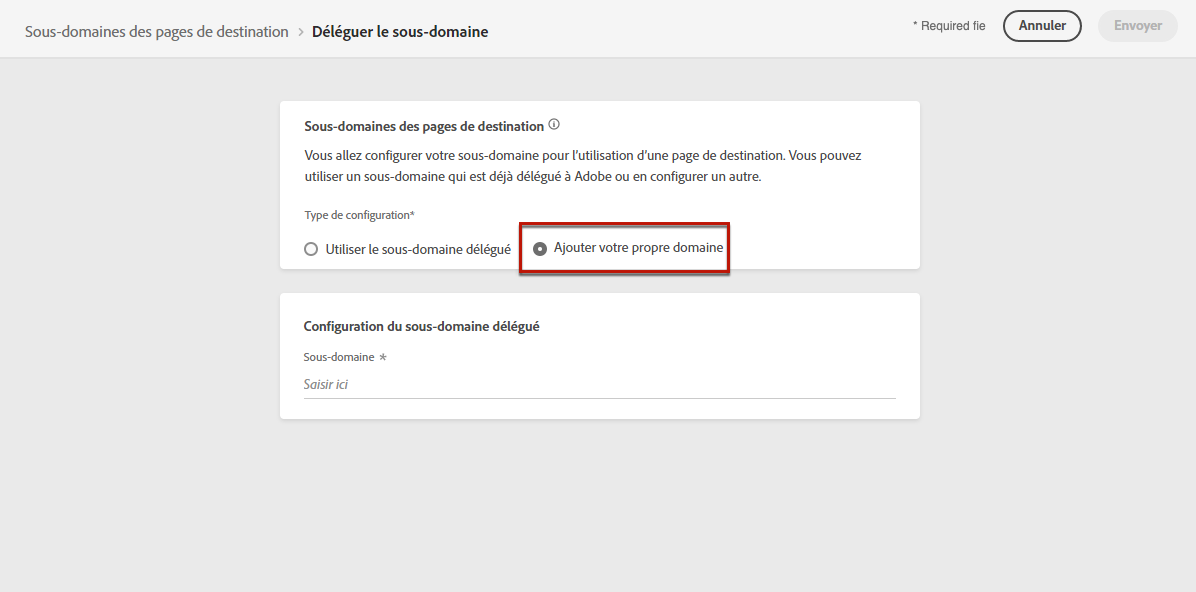 Sous-domaines des pages de destination > Déléguer le sous-domaine
* Required fie
Annuler
Envoyer
Sous-domaines des pages de destination
Vous allez configurer votre sous-domaine pour l'utilisation d'une page de destination. Vous pouvez
utiliser un sous-domaine qui est déjà délégué à Adobe ou en configurer un autre.
Type de configuration*
Utiliser le sous-domaine délégué
Ajouter votre propre domaine
Configuration du sous-domaine délégué
Sous-domaine *
Saisir ici